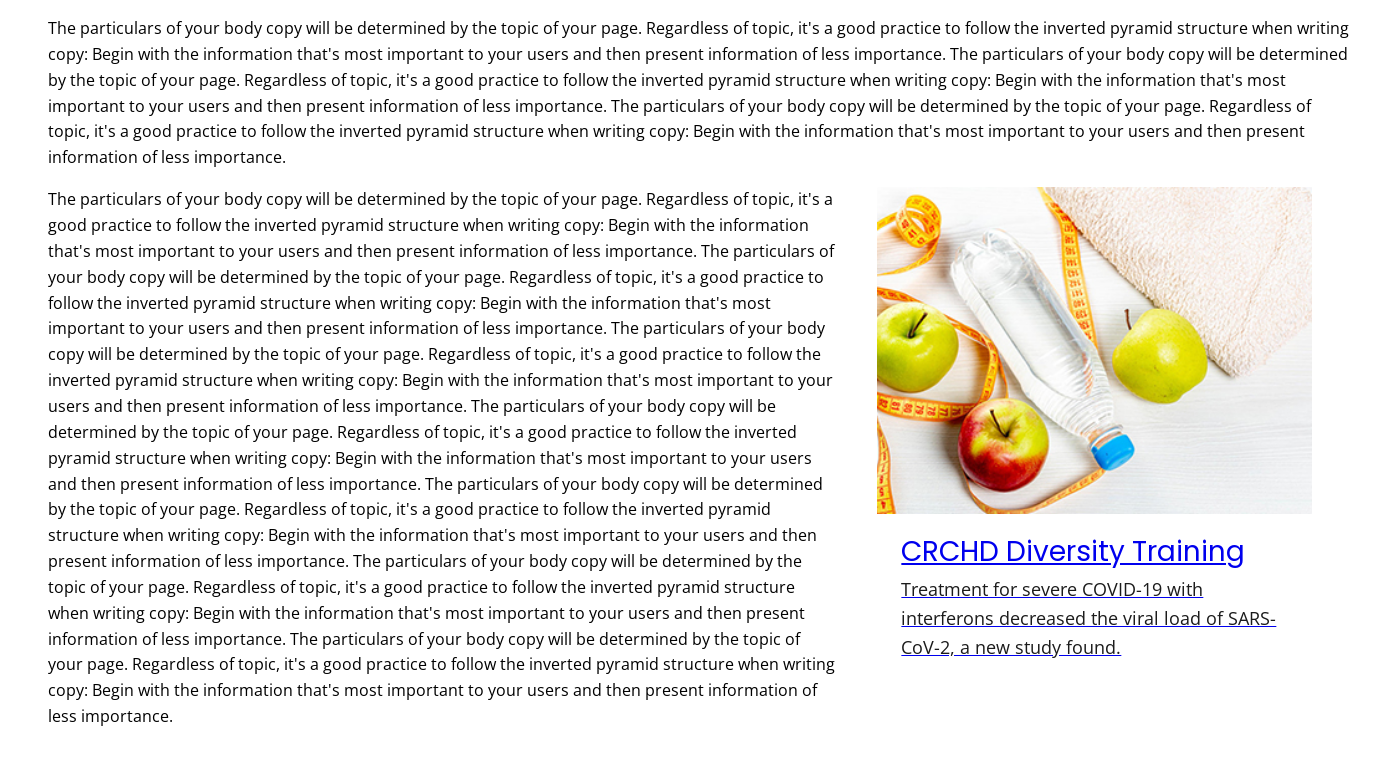 The particulars of your body copy will be determined by the topic of your page. Regardless of topic, it's a good practice to follow the inverted pyramid structure when writing
copy: Begin with the information that's most important to your users and then present information of less importance. The particulars of your body copy will be determined
by the topic of your page. Regardless of topic, it's a good practice to follow the inverted pyramid structure when writing copy: Begin with the information that's most
important to your users and then present information of less importance. The particulars of your body copy will be determined by the topic of your page. Regardless of
topic, it's a good practice to follow the inverted pyramid structure when writing copy: Begin with the information that's most important to your users and then present
information of less importance.
The particulars of your body copy will be determined by the topic of your page. Regardless of topic, it's a
good practice to follow the inverted pyramid structure when writing copy: Begin with the information
that's most important to your users and then present information of less importance. The particulars of
your body copy will be determined by the topic of your page. Regardless of topic, it's a good practice to
follow the inverted pyramid structure when writing copy: Begin with the information that's most
important to your users and then present information of less importance. The particulars of your body
copy will be determined by the topic of your page. Regardless of topic, it's a good practice to follow the
inverted pyramid structure when writing copy: Begin with the information that's most important to your
users and then present information of less importance. The particulars of your body copy will be
determined by the topic of your page. Regardless of topic, it's a good practice to follow the inverted
pyramid structure when writing copy: Begin with the information that's most important to your users
and then present information of less importance. The particulars of your body copy will be determined
by the topic of your page. Regardless of topic, it's a good practice to follow the inverted pyramid
structure when writing copy: Begin with the information that's most important to your users and then
present information of less importance. The particulars of your body copy will be determined by the
topic of your page. Regardless of topic, it's a good practice to follow the inverted pyramid structure
when writing copy: Begin with the information that's most important to your users and then present
information of less importance. The particulars of your body copy will be determined by the topic of
your page. Regardless of topic, it's a good practice to follow the inverted pyramid structure when writing
copy: Begin with the information that's most important to your users and then present information of
less importance.
CRCHD Diversity Training
Treatment for severe COVID-19 with
interferons decreased the viral load of SARS-
CoV-2, a new study found.